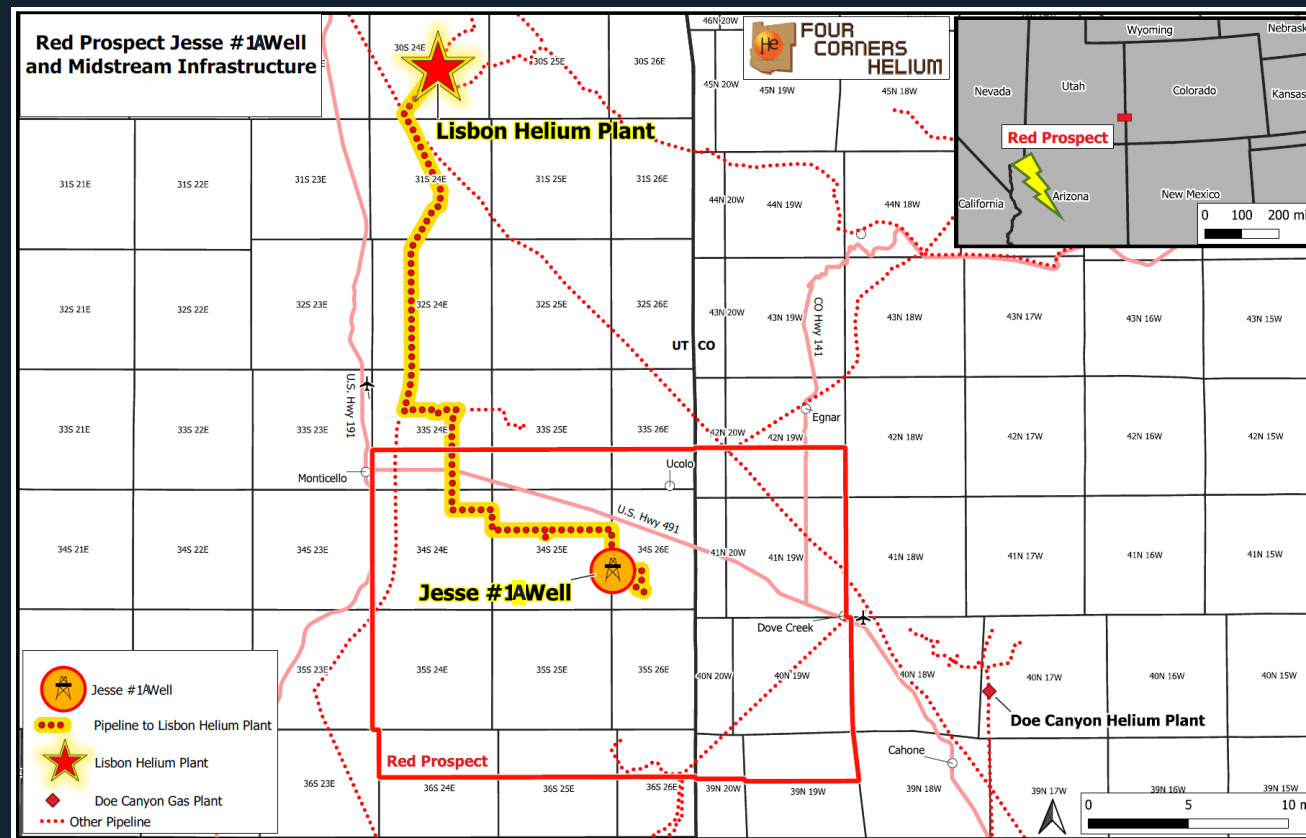 Red Prospect Jesse #1A Well
and Midstream Infrastructure
He
FOUR
CORNERS
HELIUM
Wyoming
Nevada
Utah
Colorado
Red Prospect
California
Arizona
New Mexico
0 100 200 mi
30S 24E
30S 25E
30S 26E
46N 20W
45N 20W
45N 19W
45N 18W
Lisbon Helium Plant
31S 21E
31S 22E
31S 23E
31S 24E
31S 25E
31S 26E
44N 20W
44N 19W
44N 18W
32S 21E
32S 22E
32S 23E
32S 24E
32S 25E
32S 26E
43N 20W
43N 19W
43N 18W
43N 17W
43N 16W
43N 15W
CO Hwy 141
UT CO
U.S. Hwy 191
Egnar
33S 21E
33S 22E
33S 23E
33S 24E
33S 25E
33S 26E
42N 20W
42N 19W
42N 18W
42N 17W
42N 16W
42N 15W
Monticello
Ucolo
U.S. Hwy 491
34S 21E
34S 22E
34S 23E
34S 24E
34S 25E
34S 26E
41N 20W
41N 19W
41N 18W
41N 17W
41N 16W
41N 15W
Jesse #1A Well
Dove Creek
35S 23E
35S 24E
35S 25E
35S 26E
40N 20W
40N 19W
40N 18W
40N 17W
40N 16W
40N 15W
Doe Canyon Helium Plant
Cahone
Red Prospect
36S 23E
36S 24E
36S 25E
36S 26E
39N 20W
39N 19W
39N 18W
39N 17W
39N 16W
39N 15W
Jesse #1A Well
Pipeline to Lisbon Helium Plant
Lisbon Helium Plant
Doe Canyon Gas Plant
Other Pipeline
0 5 10 m